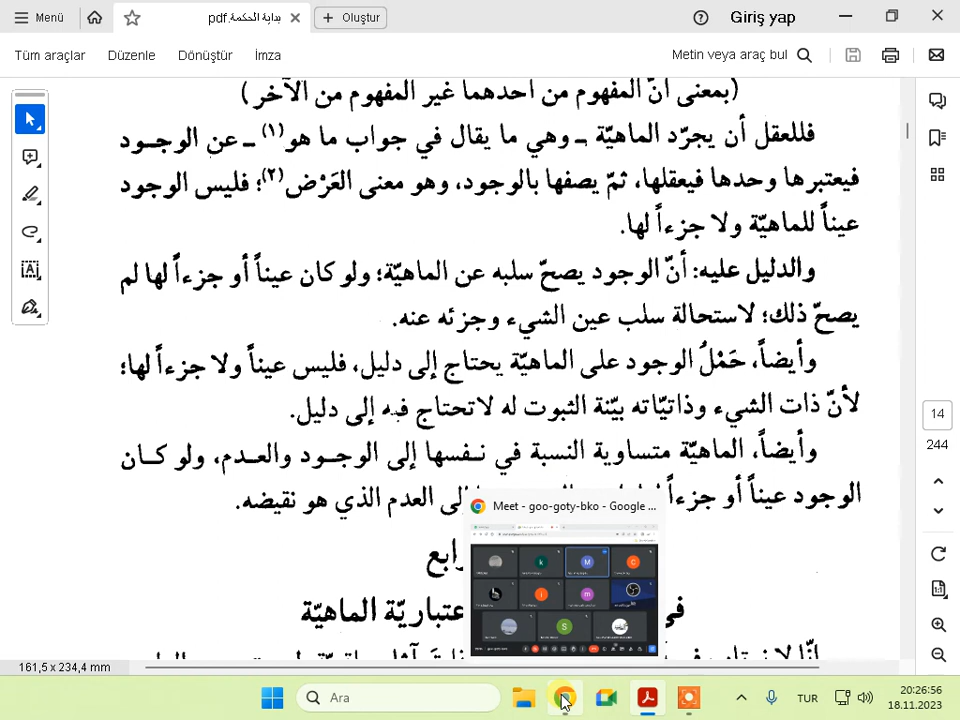 Menü
بداية الحكمة.pdf
Oluştur
Giriş yap
Tüm araçlar
Düzenle
Dönüştür
İmza
Metin veya araç bul
(بمعنى أنّ المفهوم من أحدهما غير المفهوم من الآخر)
فللعقل أن يجرّد الماهيّة ـ وهي ما يقال في جواب ما هو(١) ـ عن الوجود
فيعتبرها وحدها فيعقلها، ثمّ يصفها بالوجود، وهو معنى العَرْض(٢)؛ فليس الوجود
عيناً للماهيّة ولا جزءاً لها.
والدليل عليه: أنّ الوجود يصحّ سلبه عن الماهيّة؛ ولو كان عيناً أو جزءاً لها لم
يصحّ ذلك؛ لاستحالة سلب عين الشيء وجزئه عنه.
وأيضاً، حَمْلُ الوجود على الماهيّة يحتاج إلى دليل، فليس عيناً ولا جزءاً لها؛
لأنّ ذات الشيء وذاتيّاته بيّنة الثبوت له لاتحتاج فيه إلى دليل.
وأيضاً، الماهيّة متساوية النسبة في نفسها إلى الوجود والعدم، ولو كان
الوجود عيناً أو جزءاً
إلى العدم الذي هو نقيضه.
Meet - goo-goty-bko - Google ...
رابع
في
عتباريّة الماهيّة
14
244
161,5 x 234,4 mm
Ara
TUR
20:26:56
18.11.2023